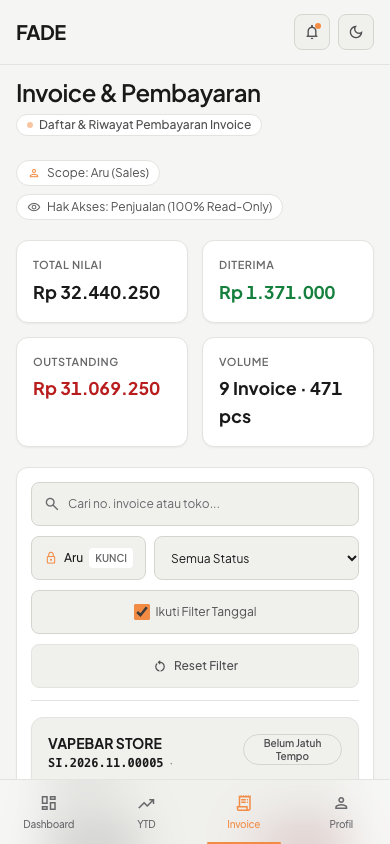 FADE
Invoice & Pembayaran
Daftar & Riwayat Pembayaran Invoice
Scope: Aru (Sales)
Hak Akses: Penjualan (100% Read-Only)
TOTAL NILAI
Rp 32.440.250
DITERIMA
Rp 1.371.000
OUTSTANDING
Rp 31.069.250
VOLUME
9 Invoice · 471
pcs
Cari no. invoice atau toko...
Aru KUNCI
Semua Status
Ikuti Filter Tanggal
Reset Filter
VAPEBAR STORE
SI.2026.11.00005 ·
Belum Jatuh
Tempo
Dashboard
YTD
Invoice
Profil